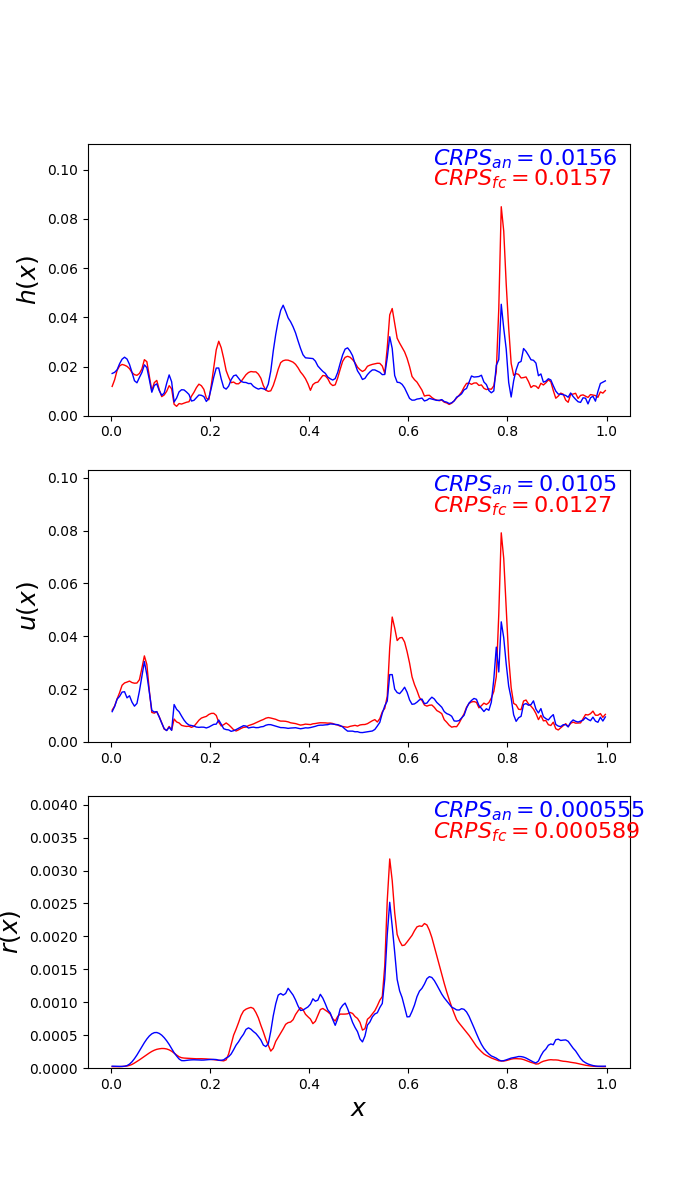 CRPS_an = 0.0156
CRPS_fc = 0.0157
0.10
0.08
0.06
0.04
0.02
0.00
h(x)
0.0 0.2 0.4 0.6 0.8 1.0
CRPS_an = 0.0105
CRPS_fc = 0.0127
0.10
0.08
0.06
0.04
0.02
0.00
u(x)
0.0 0.2 0.4 0.6 0.8 1.0
CRPS_an = 0.000555
CRPS_fc = 0.000589
0.0040
0.0035
0.0030
0.0025
0.0020
0.0015
0.0010
0.0005
0.0000
r(x)
0.0 0.2 0.4 0.6 0.8 1.0
x